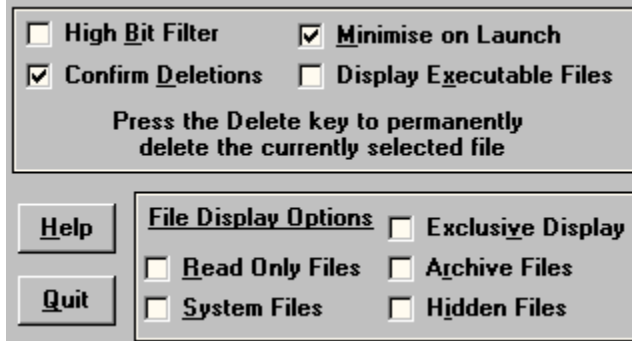 High Bit Filter
Minimise on Launch
Confirm Deletions
Display Executable Files
Press the Delete key to permanently
delete the currently selected file
Help
Quit
File Display Options
Exclusive Display
Read Only Files
Archive Files
System Files
Hidden Files